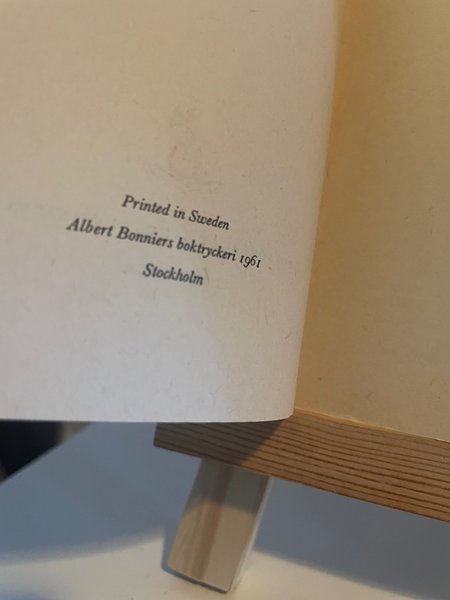 Printed in Sweden
Albert Bonniers boktryckeri 1961
Stockholm